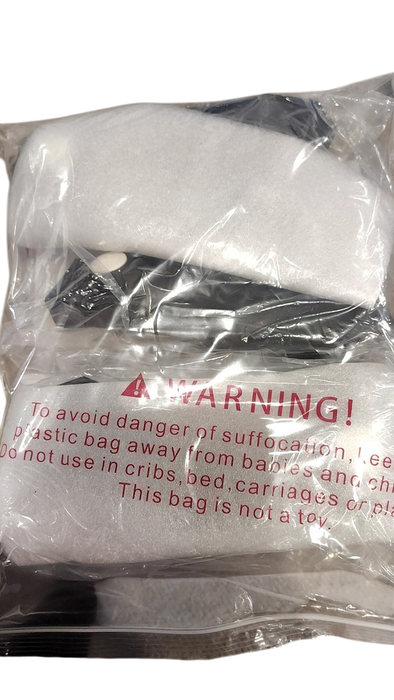 WARNING!
To avoid danger of suffocation,
plastic bag away from babies and
Do not use in cribs,bed,carriages or
This bag is not a toy.